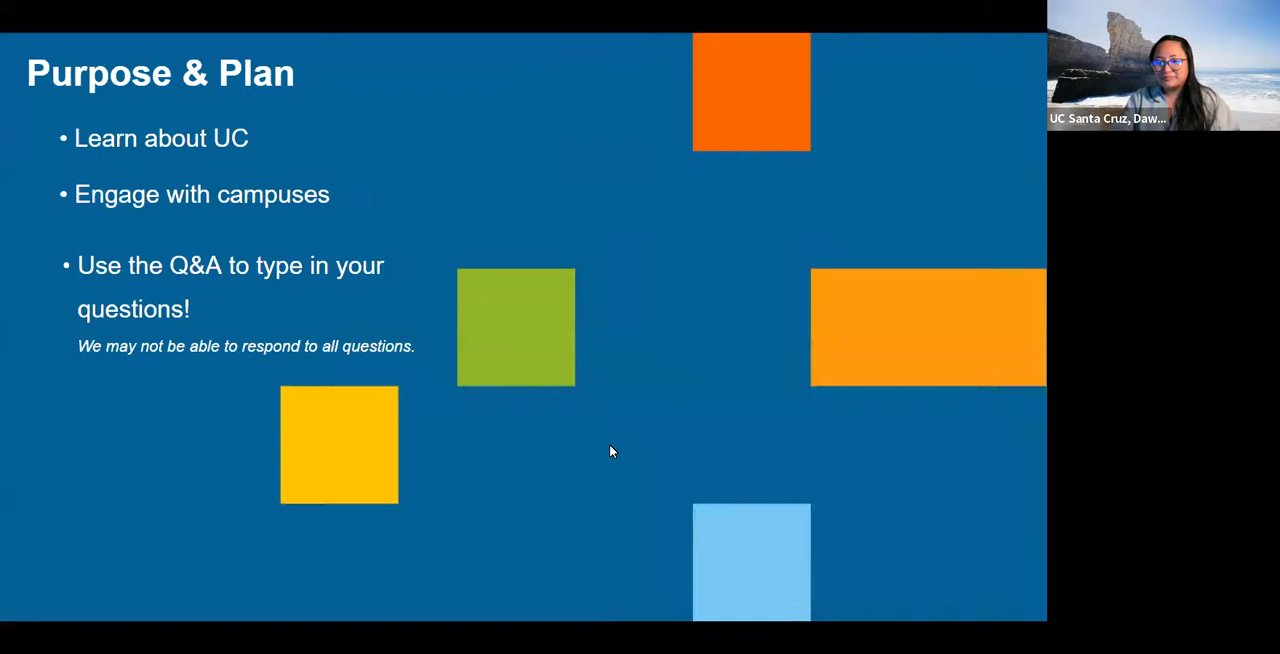 Purpose & Plan
• Learn about UC
• Engage with campuses
• Use the Q&A to type in your
questions!
We may not be able to respond to all questions.
UC Santa Cruz, Daw...